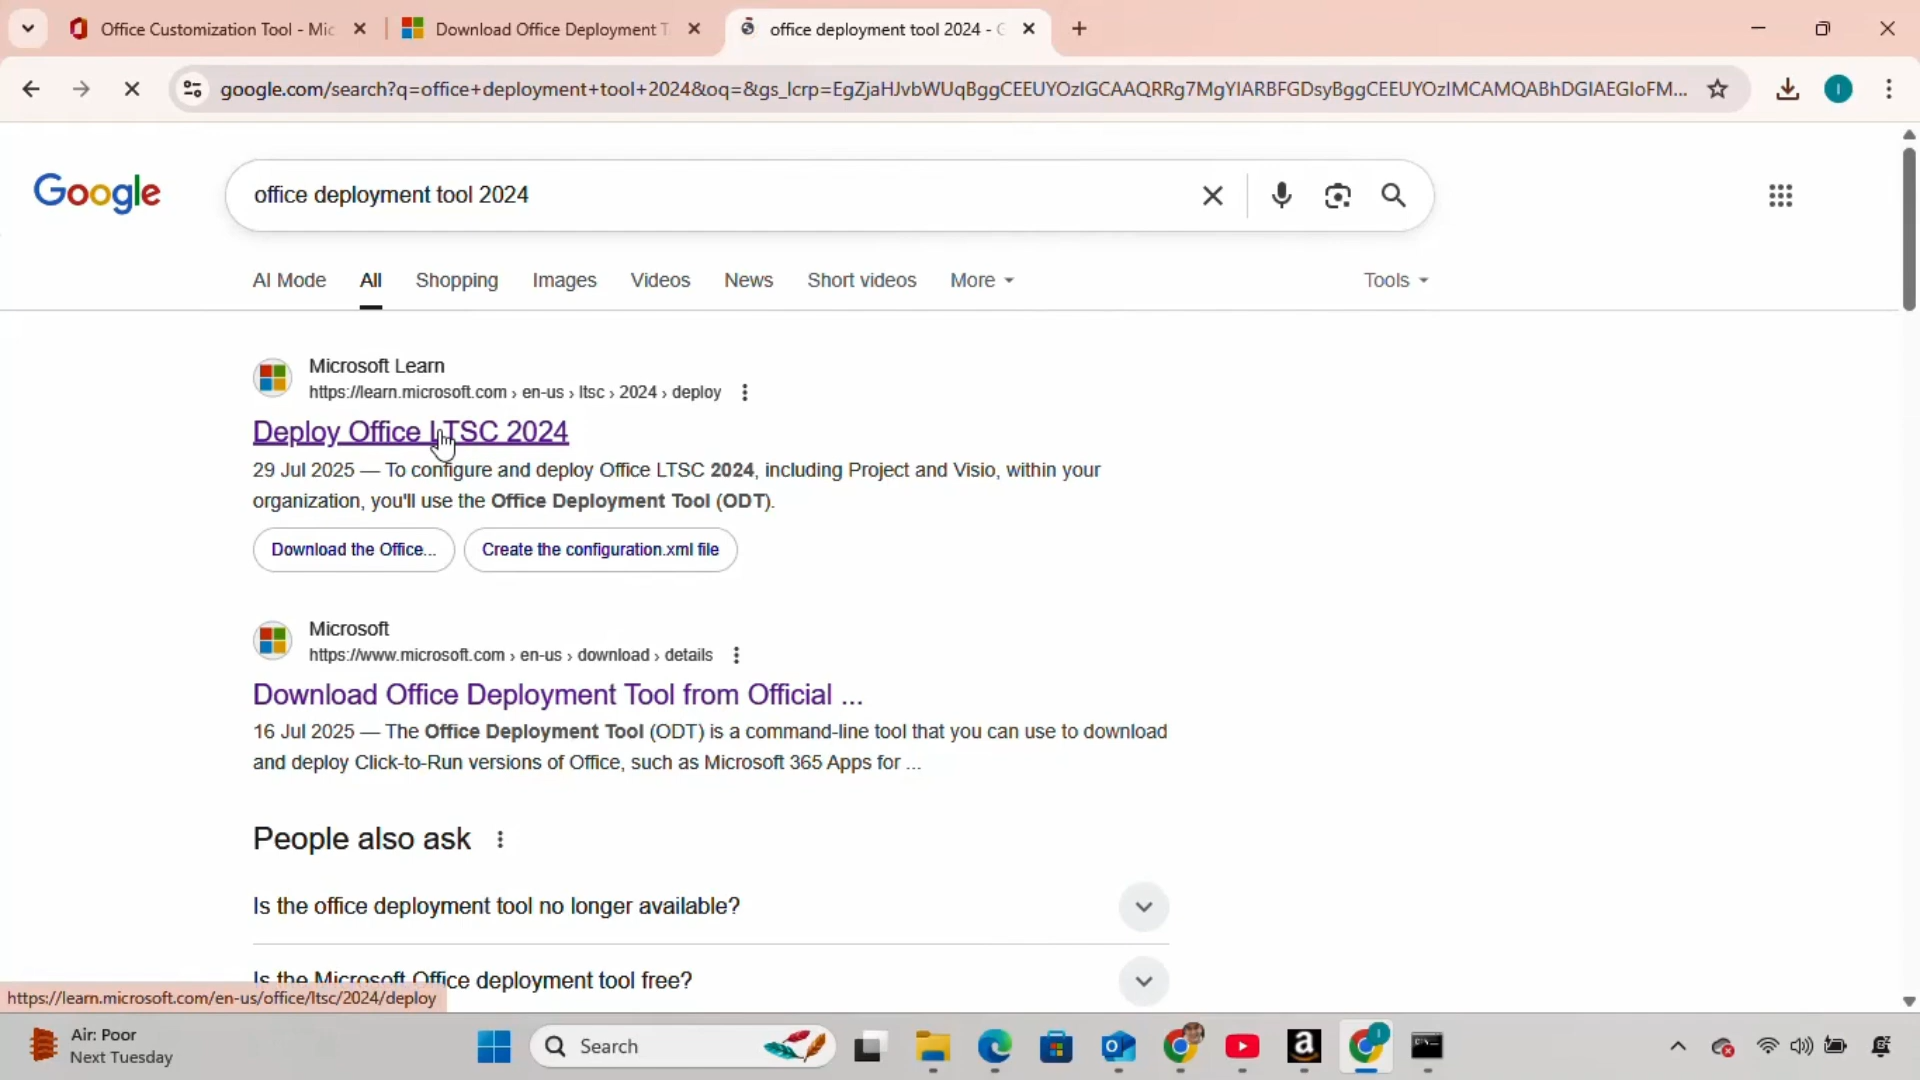 Office Customization Tool - Mic
Download Office Deployment T
office deployment tool 2024 - G
google.com/search?q=office+deployment+tool+2024&oq=&gs_lcrp=EgZjaHJvbWUqBggCEEUYOzIGCAAQRRg7MgYIARBFGDsyBggCEEUYOzIMCAMQABhDGIAEGIoFM...
I
Google
office deployment tool 2024
AI Mode
All
Shopping
Images
Videos
News
Short videos
More
Tools
Microsoft Learn
https://learn.microsoft.com › en-us › ltsc › 2024 › deploy
Deploy Office LTSC 2024
29 Jul 2025 — To configure and deploy Office LTSC 2024, including Project and Visio, within your
organization, you'll use the Office Deployment Tool (ODT).
Download the Office...
Create the configuration.xml file
Microsoft
https://www.microsoft.com › en-us › download › details
Download Office Deployment Tool from Official ...
16 Jul 2025 — The Office Deployment Tool (ODT) is a command-line tool that you can use to download
and deploy Click-to-Run versions of Office, such as Microsoft 365 Apps for ...
People also ask
Is the office deployment tool no longer available?
Is the Microsoft Office deployment tool free?
https://learn.microsoft.com/en-us/office/ltsc/2024/deploy
Air: Poor
Next Tuesday
Search